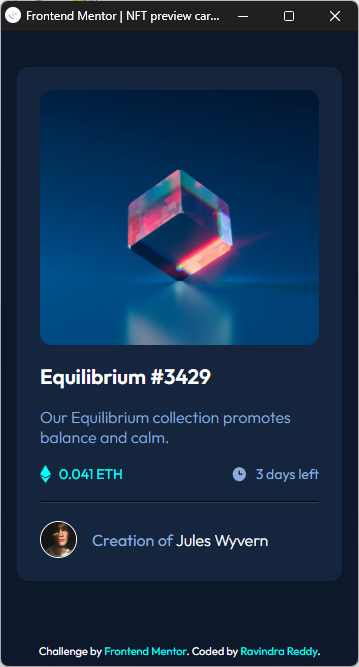 Frontend Mentor | NFT preview car...
Equilibrium #3429
Our Equilibrium collection promotes
balance and calm.
0.041 ETH 3 days left
Creation of Jules Wyvern
Challenge by Frontend Mentor. Coded by Ravindra Reddy.